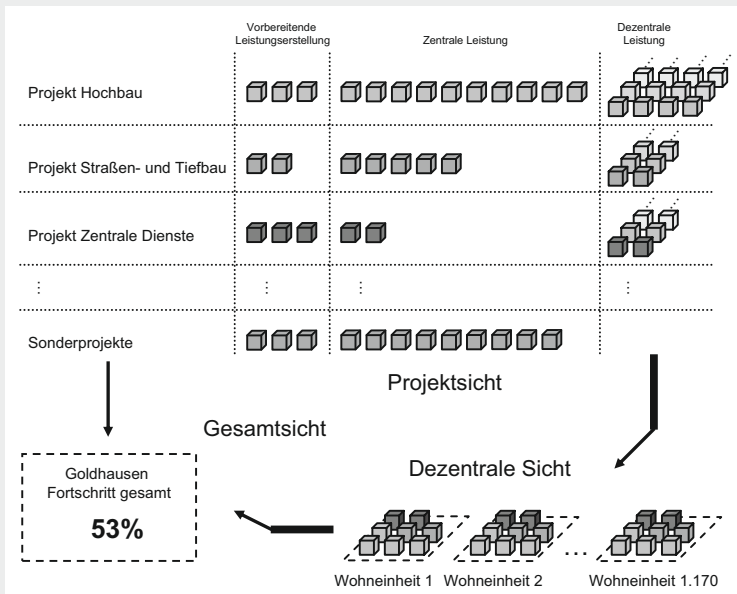 Vorbereitende
Leistungserstellung
Zentrale Leistung
Dezentrale
Leistung
Projekt Hochbau
Projekt Straßen- und Tiefbau
Projekt Zentrale Dienste
Sonderprojekte
Projektsicht
Gesamtsicht
Goldhausen
Fortschritt gesamt
53%
Dezentrale Sicht
...
Wohneinheit 1
Wohneinheit 2
Wohneinheit 1.170